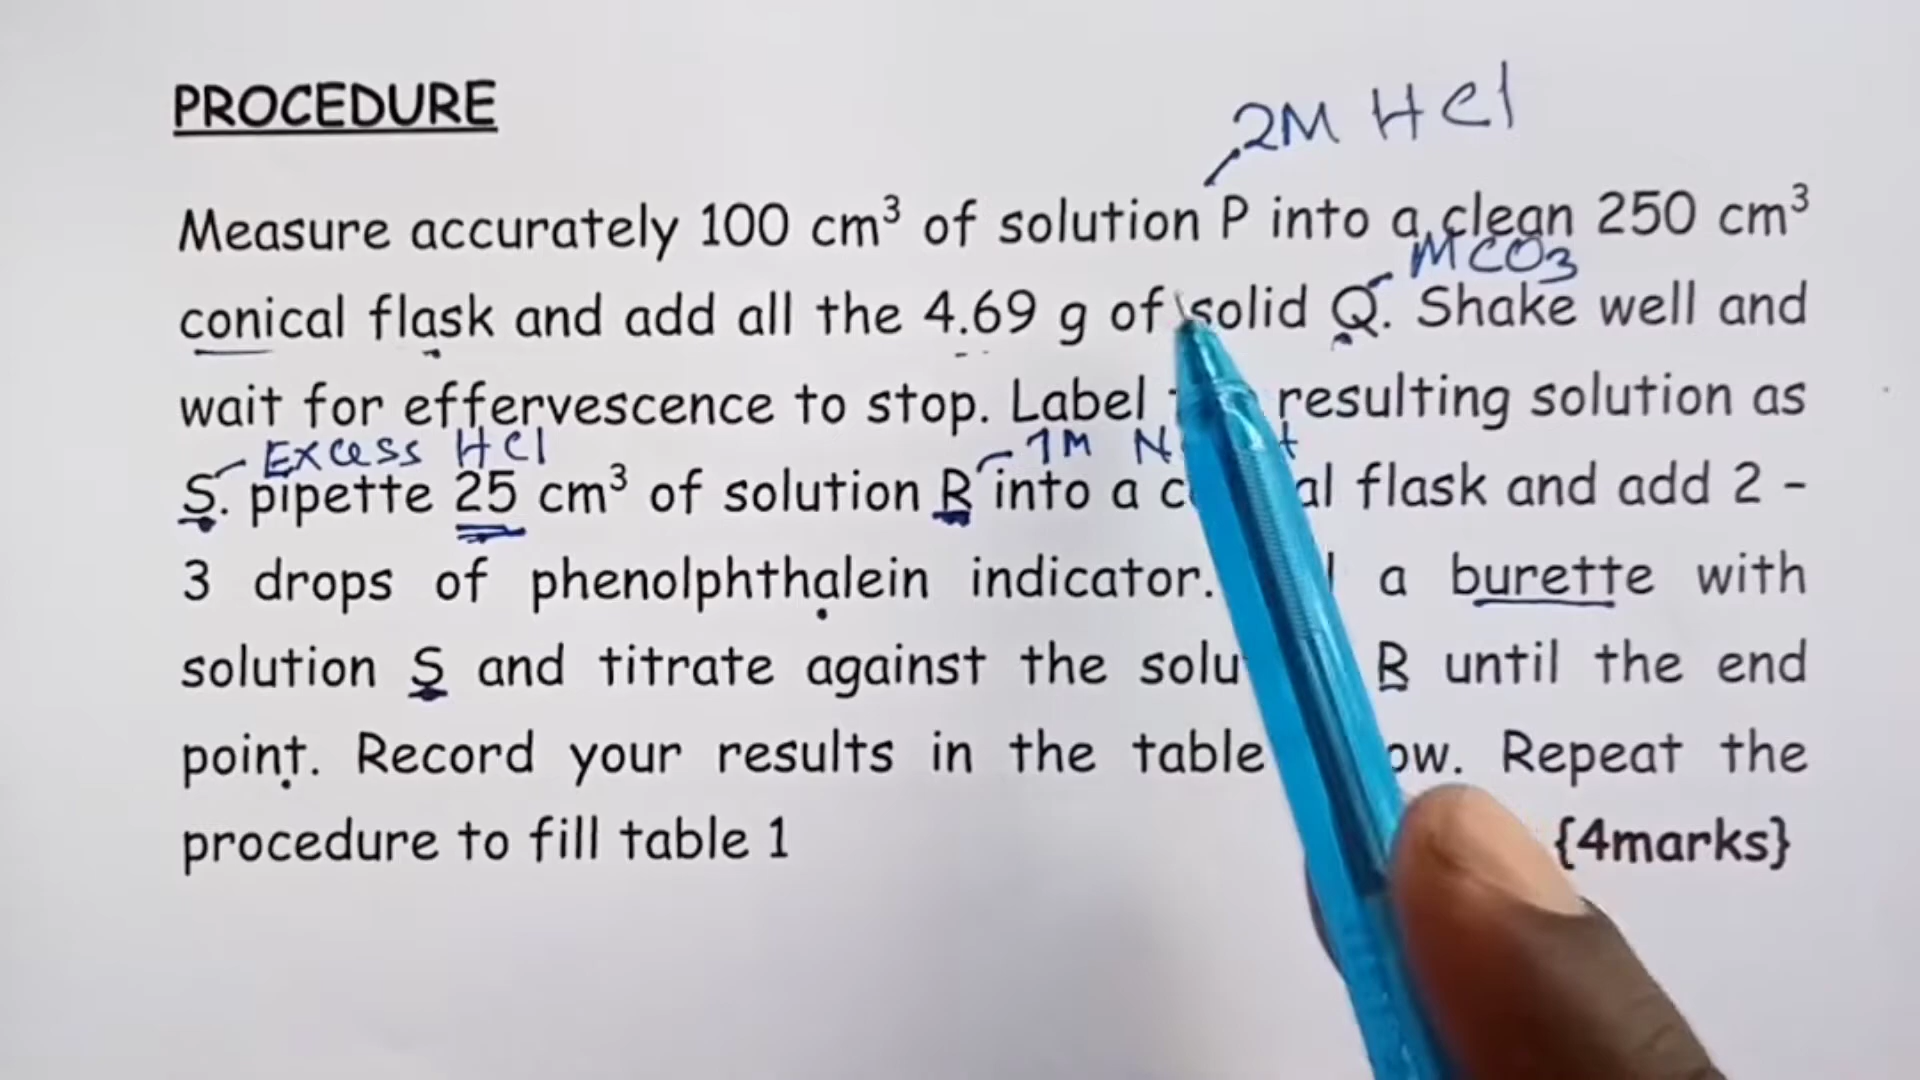 PROCEDURE
2M HCl
Measure accurately 100 cm³ of solution P into a clean 250 cm³
MCO3
conical flask and add all the 4.69 g of solid Q. Shake well and
wait for effervescence to stop. Label resulting solution as
Excess HCl 1M
S. pipette 25 cm³ of solution R into a flask and add 2 –
3 drops of phenolphthalein indicator. a burette with
solution S and titrate against the R until the end
point. Record your results in the table Repeat the
procedure to fill table 1 {4marks}